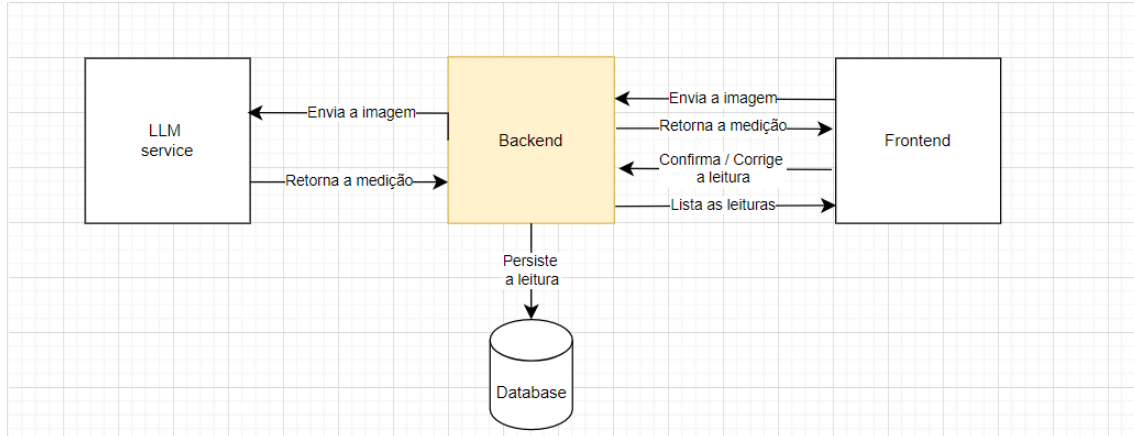 LLM
service
Envia a imagem
Retorna a medição
Backend
Envia a imagem
Retorna a medição
Confirma / Corrige
a leitura
Lista as leituras
Frontend
Persiste
a leitura
Database